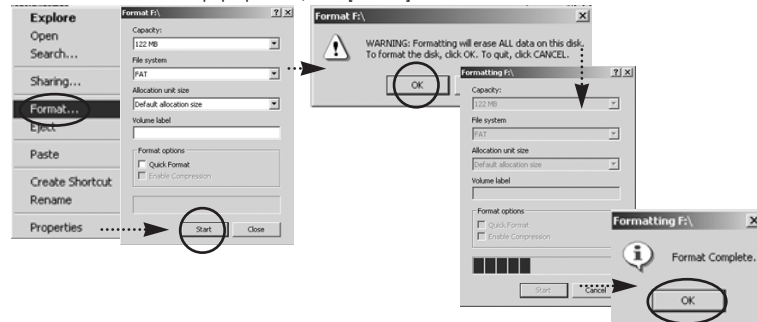 Explore
Open
Search...
Sharing...
Format...
Eject
Paste
Create Shortcut
Rename
Properties
Format F:\
Capacity:
122 MB
File system
FAT
Allocation unit size
Default allocation size
Volume label
Format options
Quick Format
Enable Compression
Start
Close
Format F:\
WARNING: Formatting will erase ALL data on this disk.
To format the disk, click OK. To quit, click CANCEL.
OK
Formatting F:\
Capacity:
122 MB
File system
FAT
Allocation unit size
Default allocation size
Volume label
Format options
Quick Format
Enable Compression
Start
Cancel
Formatting F:\
Format Complete.
OK